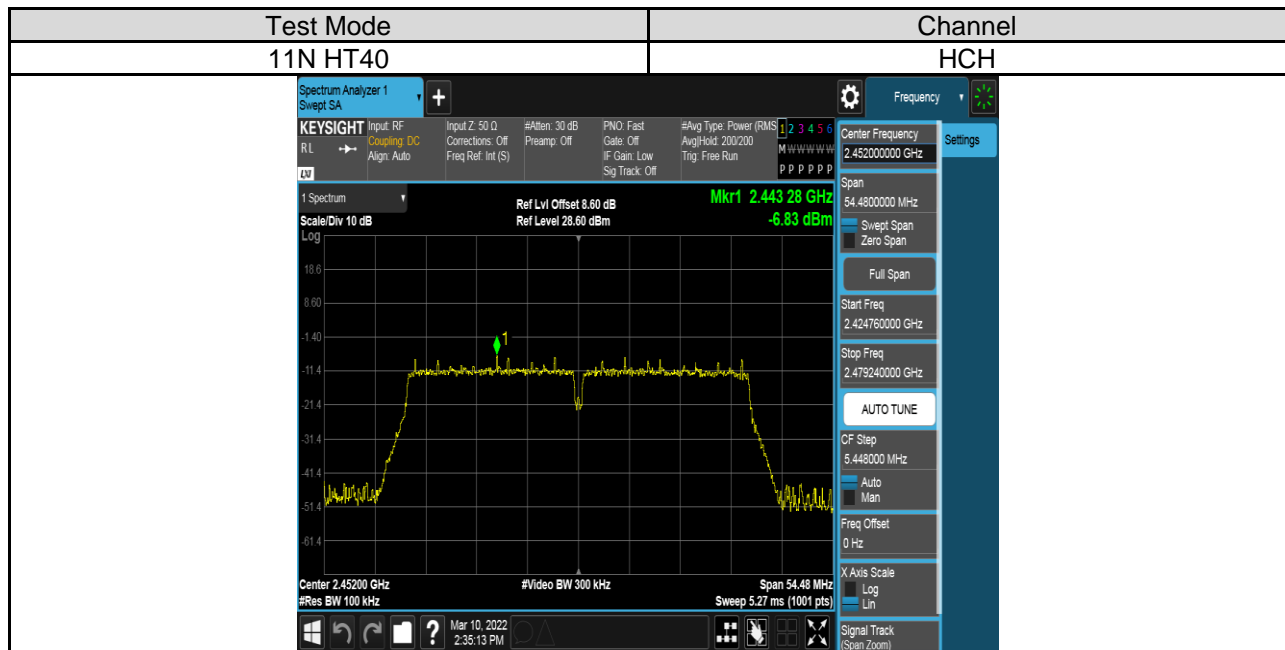 Test Mode Channel
11N HT40 HCH
Spectrum Analyzer 1
Swept SA
+
Frequency
KEYSIGHT Input: RF Input Z: 50 Ω #Atten: 30 dB PNO: Fast #Avg Type: Power (RMS 1 2 3 4 5 6
RL Coupling: DC Corrections: Off Preamp: Off Gate: Off Avg|Hold: 200/200 M W W W W W
Align: Auto Freq Ref: Int (S) IF Gain: Low Trig: Free Run
LXI Sig Track: Off P P P P P P
1 Spectrum
Ref Lvl Offset 8.60 dB
Mkr1 2.443 28 GHz
Scale/Div 10 dB Ref Level 28.60 dBm -6.83 dBm
Log
18.6
8.60
-1.40
1
-11.4
-21.4
-31.4
-41.4
-51.4
-61.4
Center 2.45200 GHz #Video BW 300 kHz Span 54.48 MHz
#Res BW 100 kHz Sweep 5.27 ms (1001 pts)
Center Frequency
2.452000000 GHz
Settings
Span
54.4800000 MHz
Swept Span
Zero Span
Full Span
Start Freq
2.424760000 GHz
Stop Freq
2.479240000 GHz
AUTO TUNE
CF Step
5.448000 MHz
Auto
Man
Freq Offset
0 Hz
X Axis Scale
Log
Lin
Signal Track
(Span Zoom)
? Mar 10, 2022
2:35:13 PM